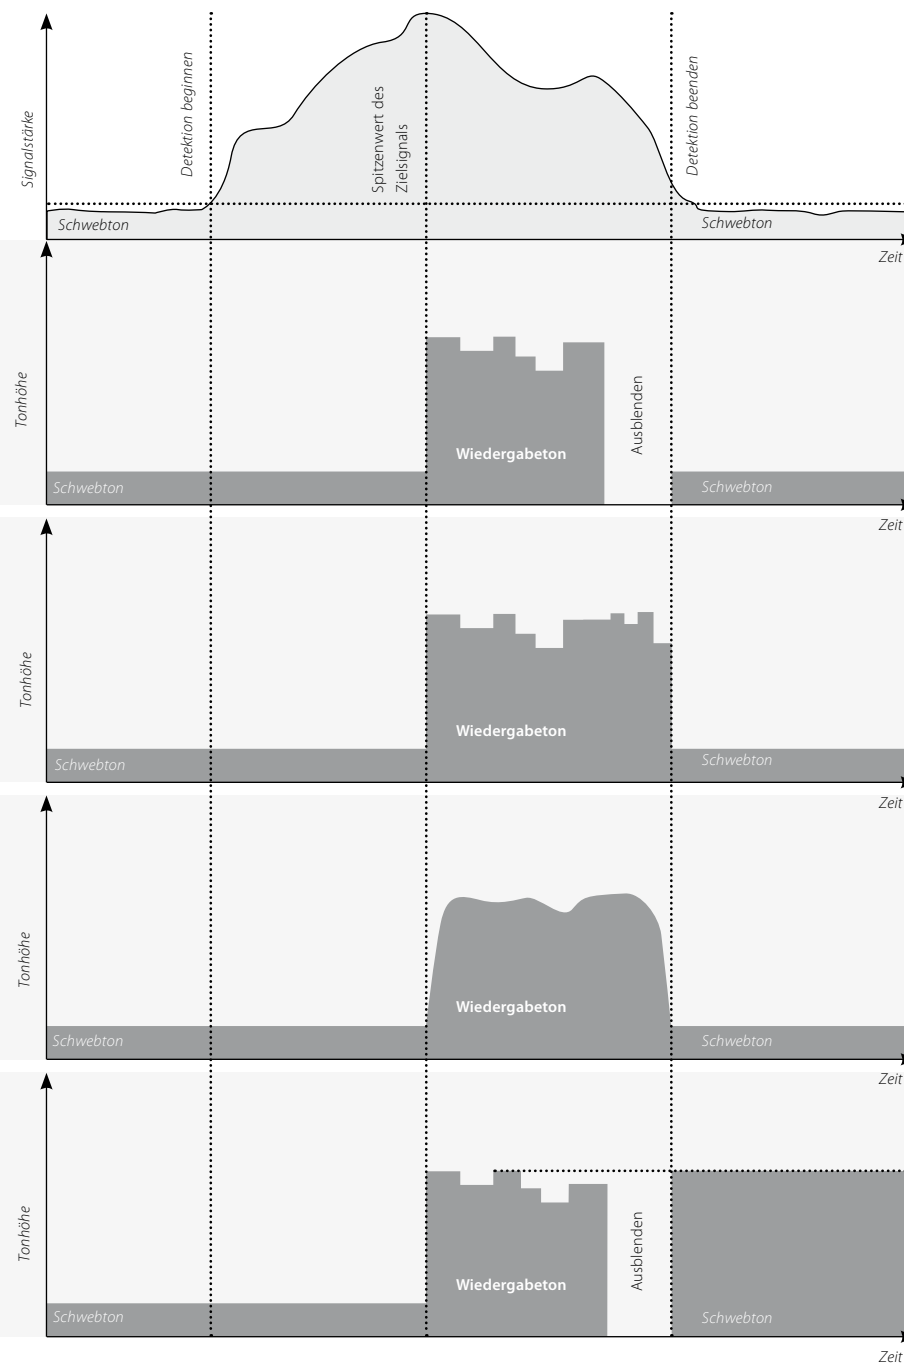 Signalstärke
Detektion beginnen
Spitzenwert des
Zielsignals
Detektion beenden
Schwebton
Schwebton
Zeit
Tonhöhe
Wiedergabeton
Ausblenden
Schwebton
Schwebton
Zeit
Tonhöhe
Wiedergabeton
Schwebton
Schwebton
Zeit
Tonhöhe
Wiedergabeton
Schwebton
Schwebton
Zeit
Tonhöhe
Wiedergabeton
Ausblenden
Schwebton
Schwebton
Zeit